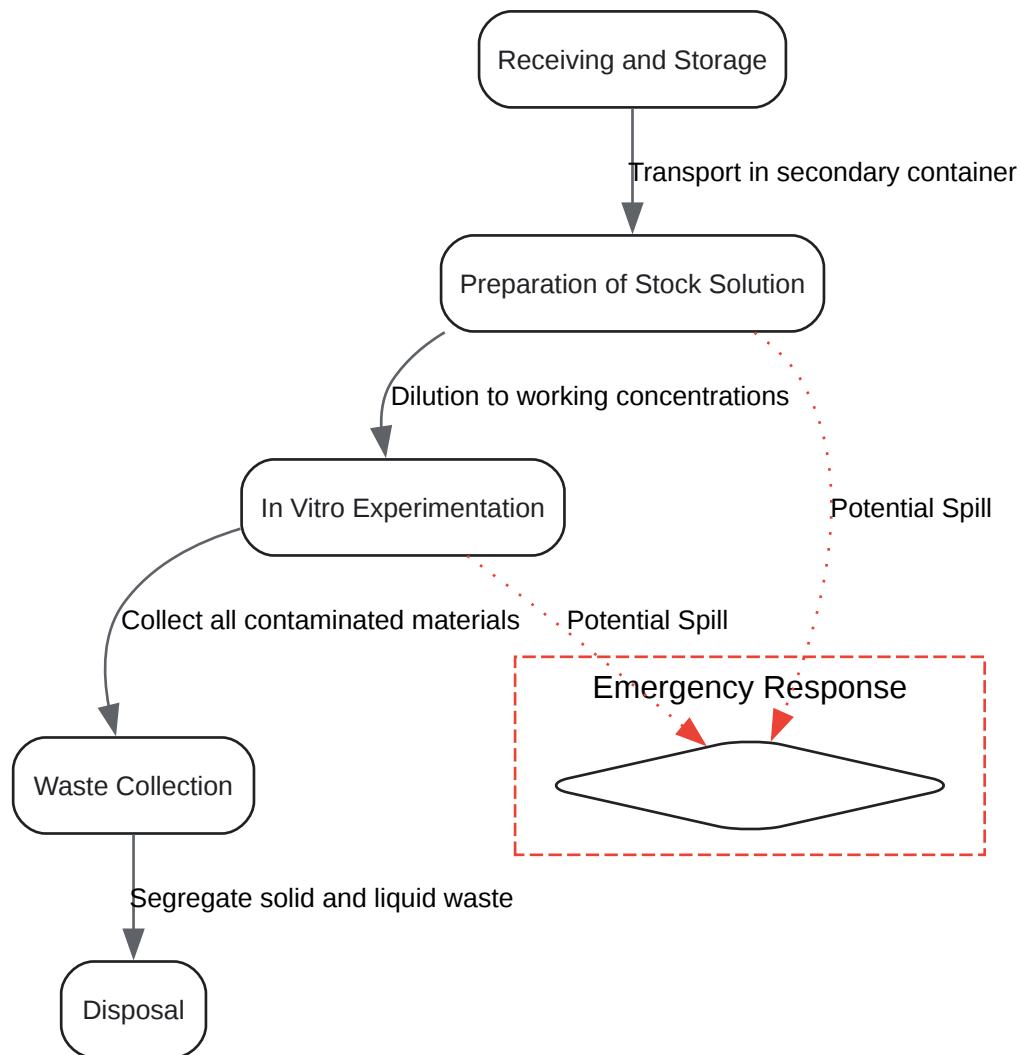 Receiving and Storage
Transport in secondary container
Preparation of Stock Solution
Dilution to working concentrations
In Vitro Experimentation
Potential Spill
Collect all contaminated materials
Potential Spill
Emergency Response
Waste Collection
Segregate solid and liquid waste
Disposal